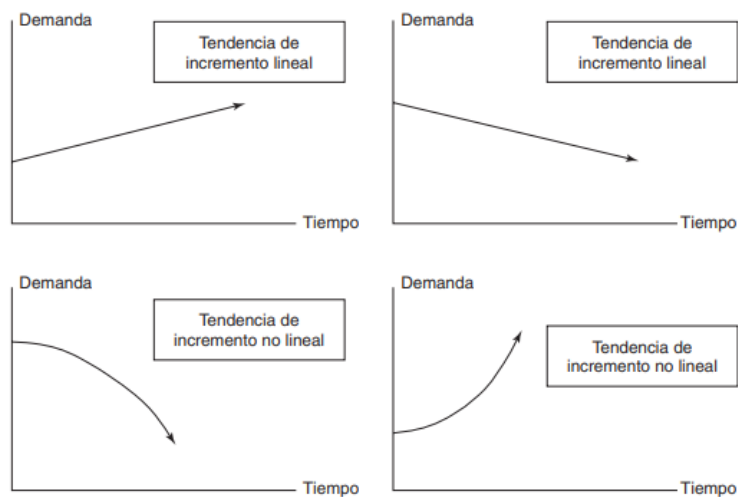 Demanda
Tendencia de
incremento lineal
Tiempo
Demanda
Tendencia de
incremento lineal
Tiempo
Demanda
Tendencia de
incremento no lineal
Tiempo
Demanda
Tendencia de
incremento no lineal
Tiempo